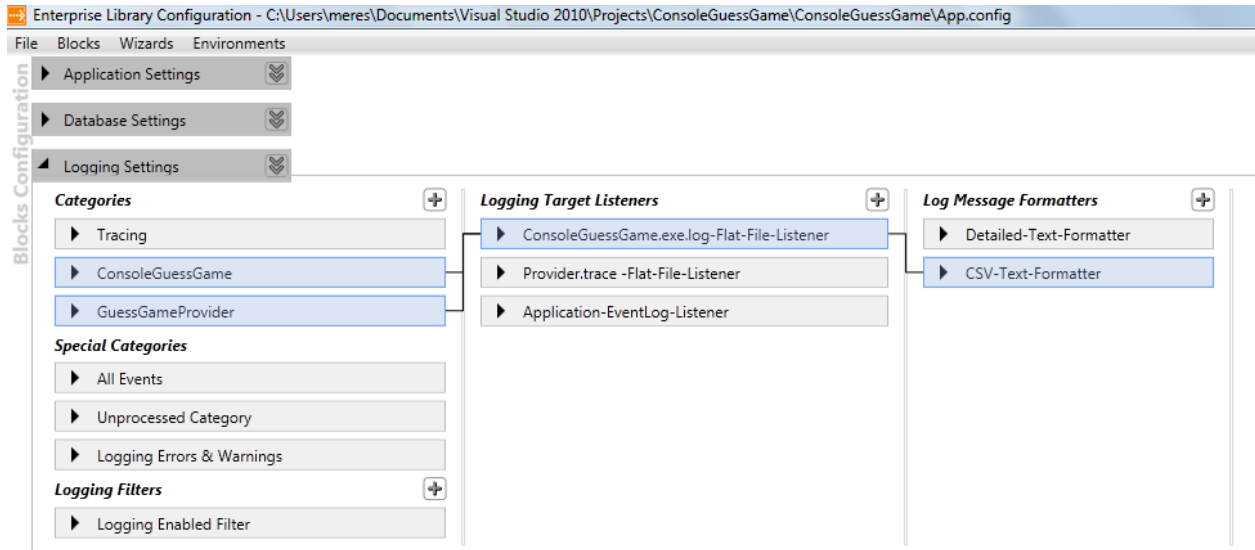 Enterprise Library Configuration - C:\Users\meres\Documents\Visual Studio 2010\Projects\ConsoleGuessGame\ConsoleGuessGame\App.config
File Blocks Wizards Environments
Blocks Configuration
Application Settings
Database Settings
Logging Settings
Categories
Tracing
ConsoleGuessGame
GuessGameProvider
Special Categories
All Events
Unprocessed Category
Logging Errors & Warnings
Logging Filters
Logging Enabled Filter
Logging Target Listeners
ConsoleGuessGame.exe.log-Flat-File-Listener
Provider.trace -Flat-File-Listener
Application-EventLog-Listener
Log Message Formatters
Detailed-Text-Formatter
CSV-Text-Formatter